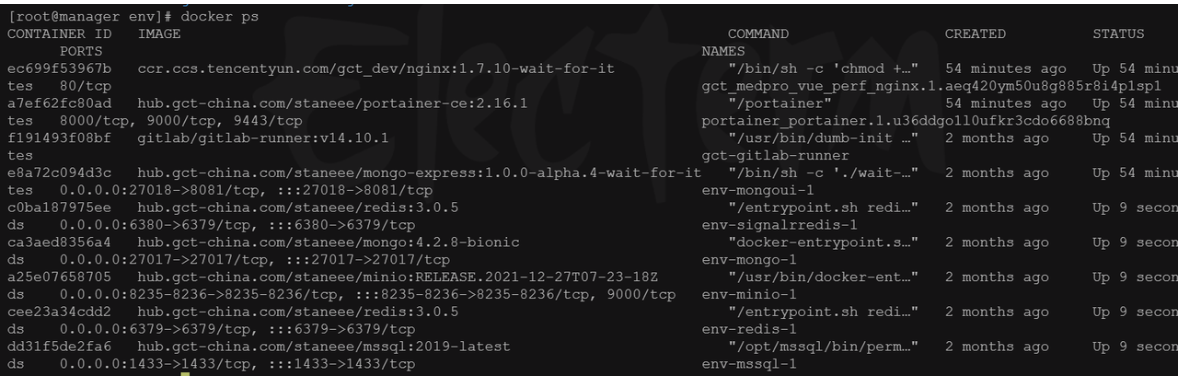 [root@manager env]# docker ps
CONTAINER ID   IMAGE                                                                 COMMAND                  CREATED          STATUS
      PORTS                                                                       NAMES
ec699f53967b   ccr.ccs.tencentyun.com/gct_dev/nginx:1.7.10-wait-for-it              "/bin/sh -c 'chmod +…"   54 minutes ago   Up 54 minu
tes   80/tcp                                                                      gct_medpro_vue_perf_nginx.1.aeq420ym50u8g885r8i4p1sp1
a7ef62fc80ad   hub.gct-china.com/staneee/portainer-ce:2.16.1                        "/portainer"             54 minutes ago   Up 54 minu
tes   8000/tcp, 9000/tcp, 9443/tcp                                                portainer_portainer.1.u36ddgo1l0ufkr3cdo6688bnq
f191493f08bf   gitlab/gitlab-runner:v14.10.1                                        "/usr/bin/dumb-init …"   2 months ago     Up 54 minu
tes                                                                               gct-gitlab-runner
e8a72c094d3c   hub.gct-china.com/staneee/mongo-express:1.0.0-alpha.4-wait-for-it   "/bin/sh -c './wait-…"   2 months ago     Up 54 minu
tes   0.0.0.0:27018->8081/tcp, :::27018->8081/tcp                                 env-mongoui-1
c0ba187975ee   hub.gct-china.com/staneee/redis:3.0.5                                "/entrypoint.sh redi…"   2 months ago     Up 9 secon
ds    0.0.0.0:6380->6379/tcp, :::6380->6379/tcp                                   env-signalrredis-1
ca3aed8356a4   hub.gct-china.com/staneee/mongo:4.2.8-bionic                         "docker-entrypoint.s…"   2 months ago     Up 9 secon
ds    0.0.0.0:27017->27017/tcp, :::27017->27017/tcp                               env-mongo-1
a25e07658705   hub.gct-china.com/staneee/minio:RELEASE.2021-12-27T07-23-18Z         "/usr/bin/docker-ent…"   2 months ago     Up 9 secon
ds    0.0.0.0:8235-8236->8235-8236/tcp, :::8235-8236->8235-8236/tcp, 9000/tcp     env-minio-1
cee23a34cdd2   hub.gct-china.com/staneee/redis:3.0.5                                "/entrypoint.sh redi…"   2 months ago     Up 9 secon
ds    0.0.0.0:6379->6379/tcp, :::6379->6379/tcp                                   env-redis-1
dd31f5de2fa6   hub.gct-china.com/staneee/mssql:2019-latest                          "/opt/mssql/bin/perm…"   2 months ago     Up 9 secon
ds    0.0.0.0:1433->1433/tcp, :::1433->1433/tcp                                   env-mssql-1
Electerm